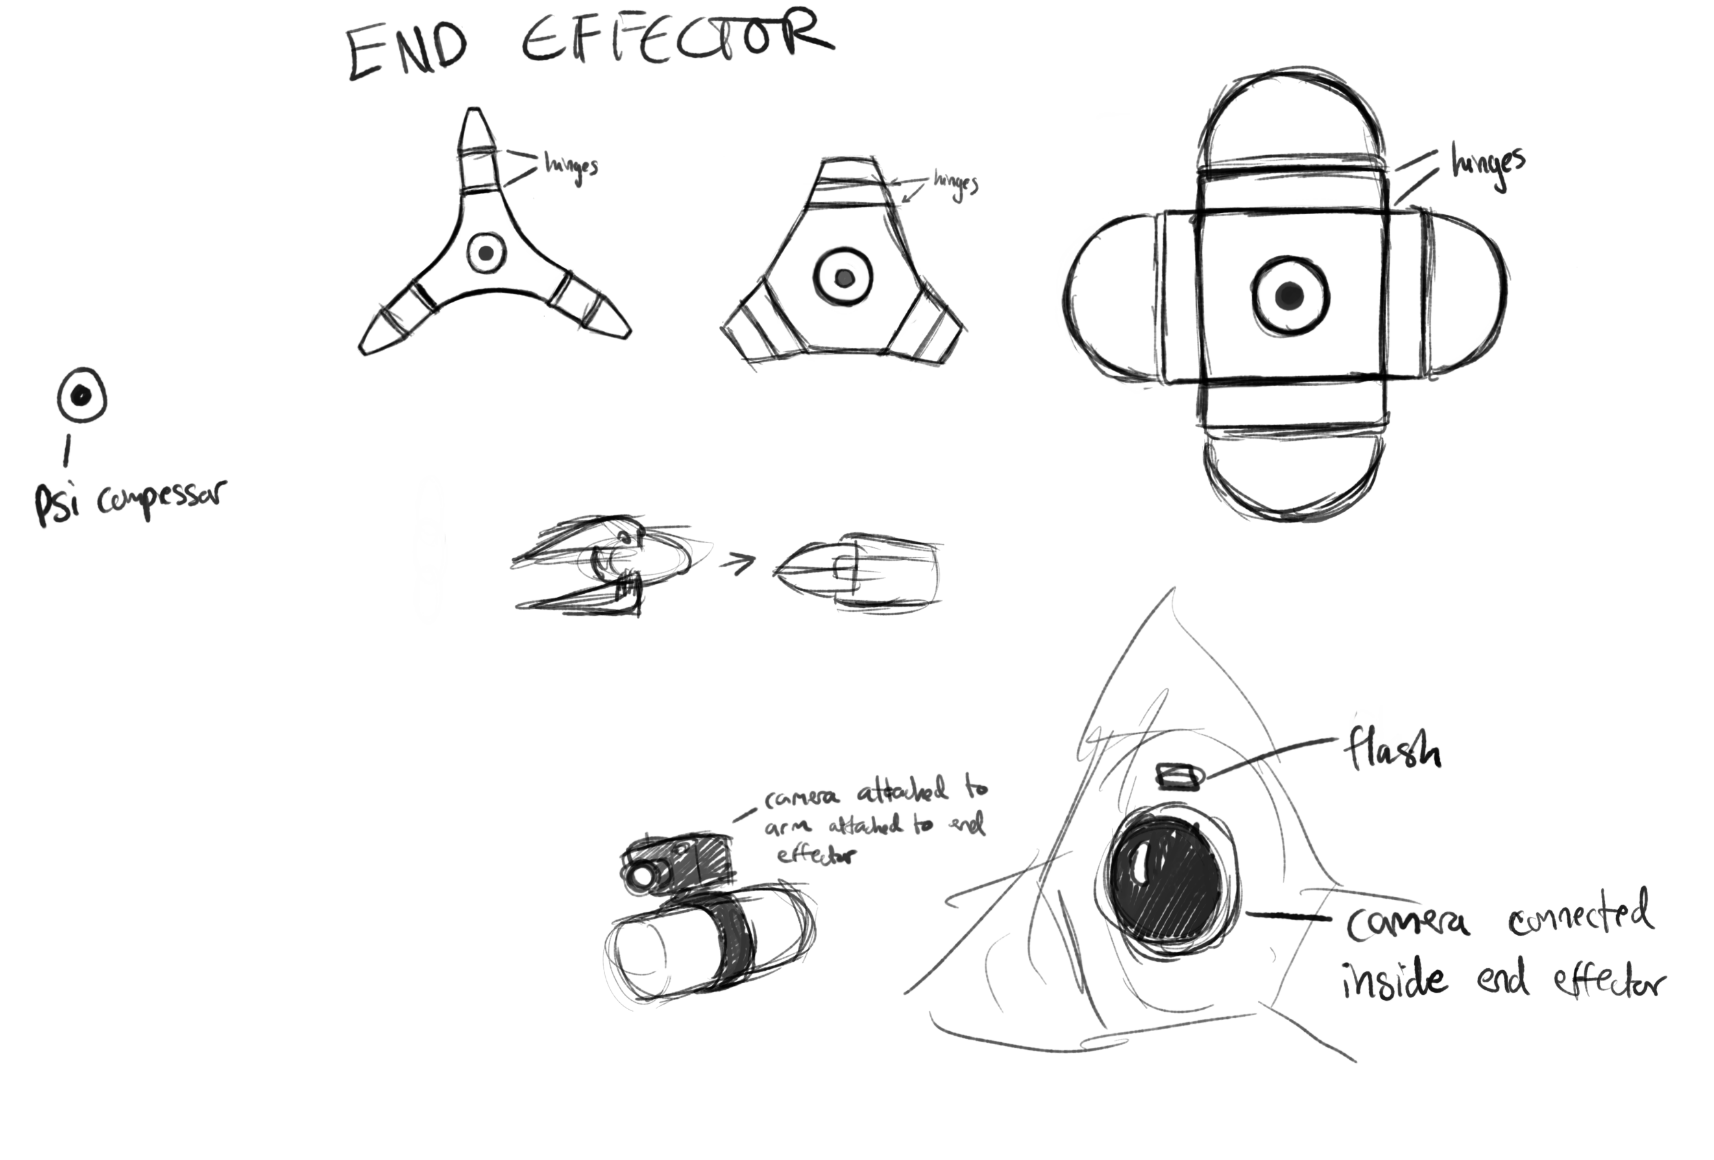 END EFFECTOR
hinges
hinges
hinges
psi compessor
camera attached to
arm attached to end
effector
flash
camera connected
inside end effector